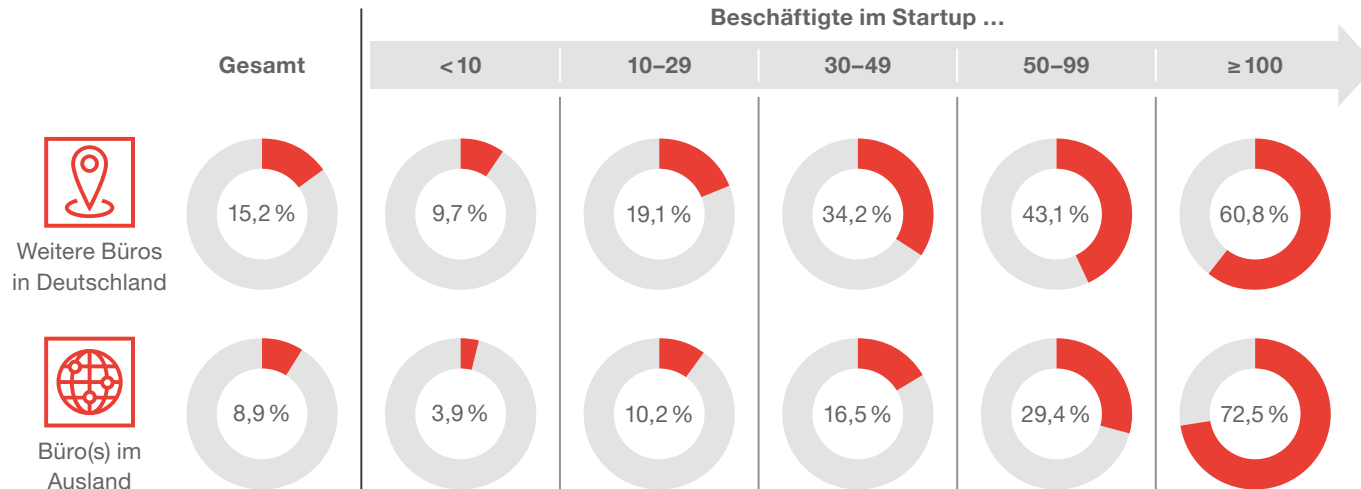 Beschäftigte im Startup ...
Gesamt
< 10
10–29
30–49
50–99
≥ 100
Weitere Büros
in Deutschland
15,2 %
9,7 %
19,1 %
34,2 %
43,1 %
60,8 %
Büro(s) im
Ausland
8,9 %
3,9 %
10,2 %
16,5 %
29,4 %
72,5 %